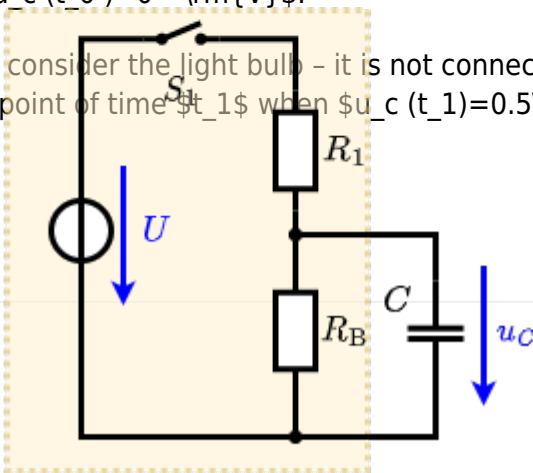 u_c (t_0 )=0 ~\rm{V}$.
consider the light bulb – it is not connec
point of time $t_1$ when $u_c (t_1)=0.5
S1
R1
U
C
RB
uC